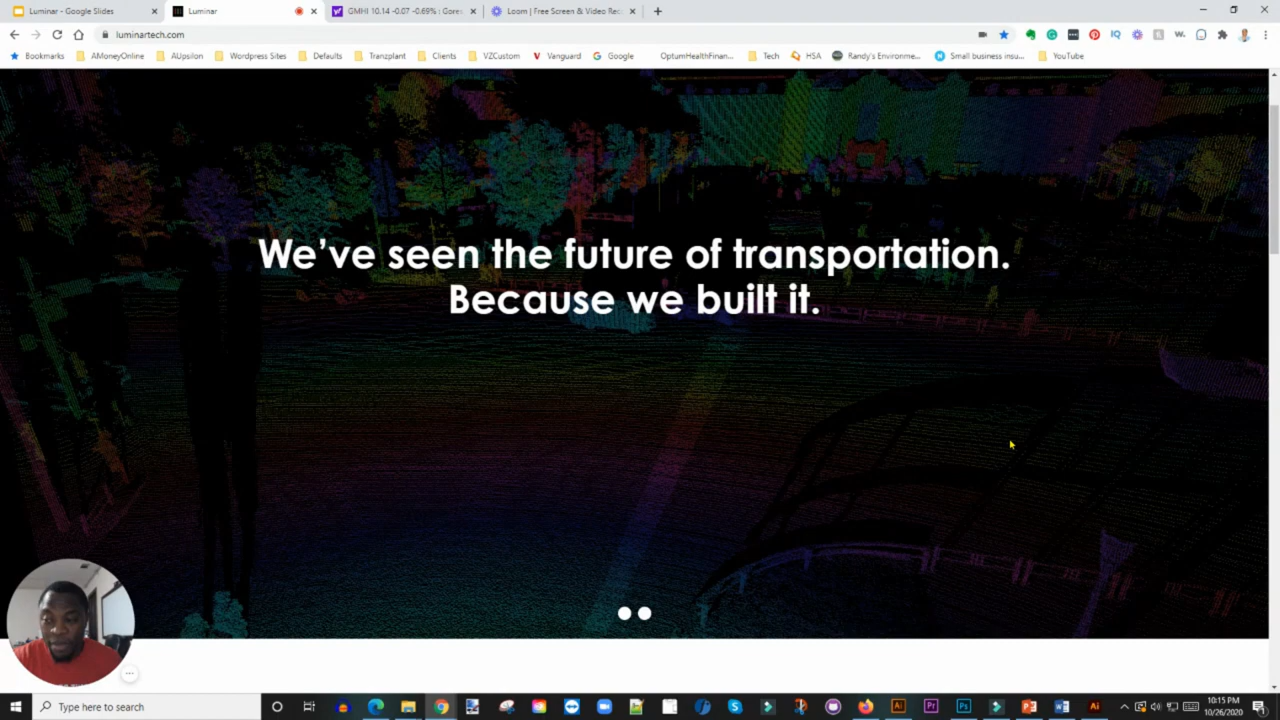 Luminar - Google Slides
Luminar
GMHI 10.14 -0.07 -0.69% : Gores
Loom | Free Screen & Video Rec
luminartech.com
Bookmarks
AMoneyOnline
AUpsilon
Wordpress Sites
Defaults
Transplant
Clients
VZCustom
Vanguard
Google
OptumHealthFinan...
Tech
HSA
Randy's Environme...
Small business insu...
YouTube
We've seen the future of transportation.
Because we built it.
Type here to search
10:15 PM
10/26/2020